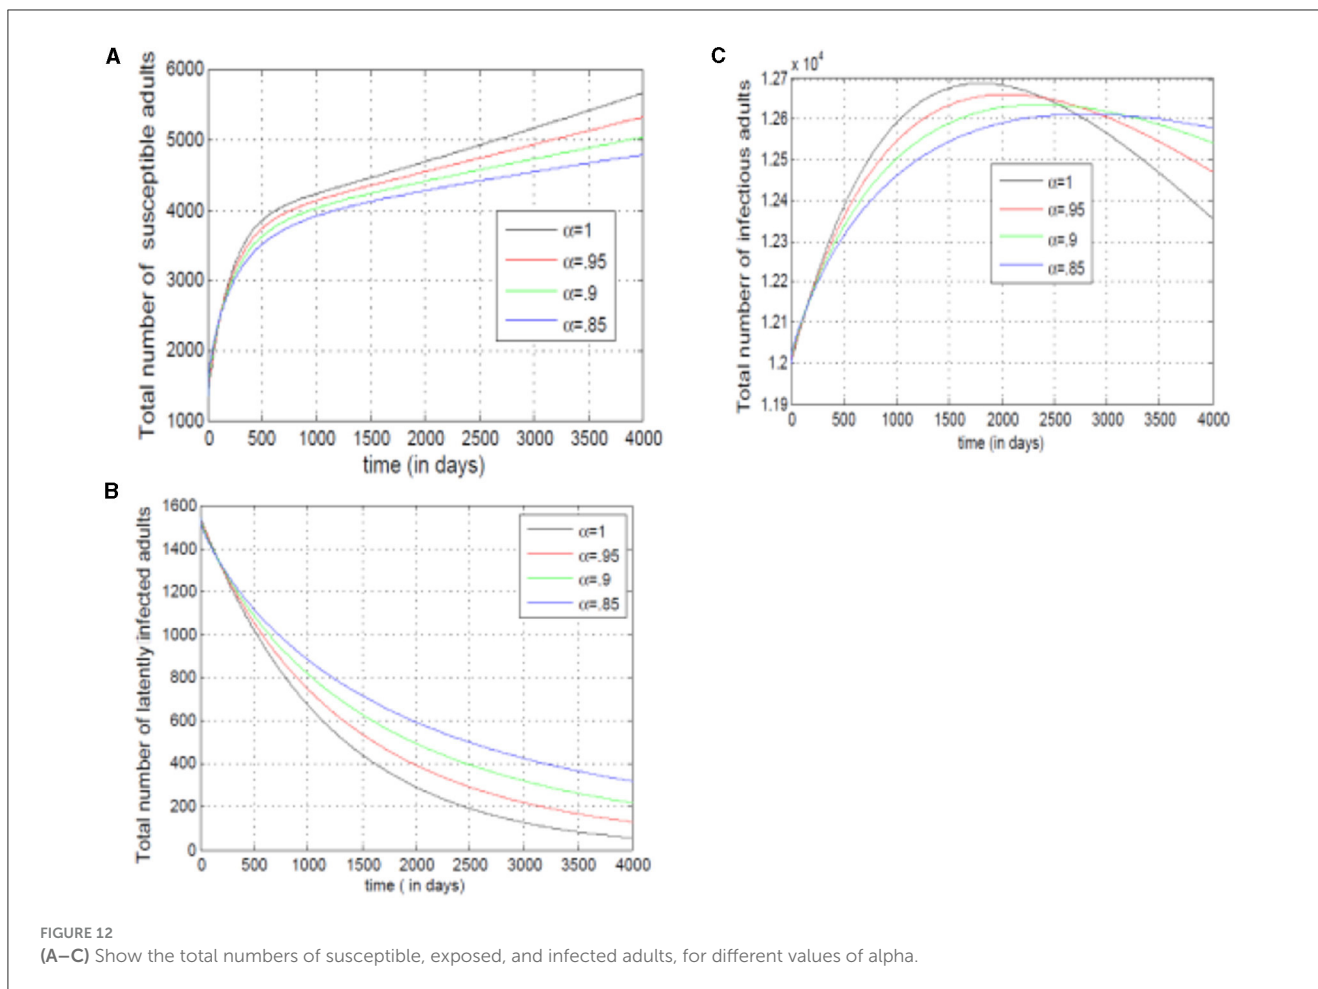 A
Total number of susceptible adults
6000
5000
4000
3000
2000
1000
0 500 1000 1500 2000 2500 3000 3500 4000
time (in days)
α=1
α=.95
α=.9
α=.85
C
x 10⁴
Total numberr of infectious adults
1.27
1.26
1.25
1.24
1.23
1.22
1.21
1.2
1.19
0 500 1000 1500 2000 2500 3000 3500 4000
time (in days)
α=1
α=.95
α=.9
α=.85
B
Total number of latently infected adults
1600
1400
1200
1000
800
600
400
200
0
0 500 1000 1500 2000 2500 3000 3500 4000
time ( in days)
α=1
α=.95
α=.9
α=.85
FIGURE 12
(A–C) Show the total numbers of susceptible, exposed, and infected adults, for different values of alpha.